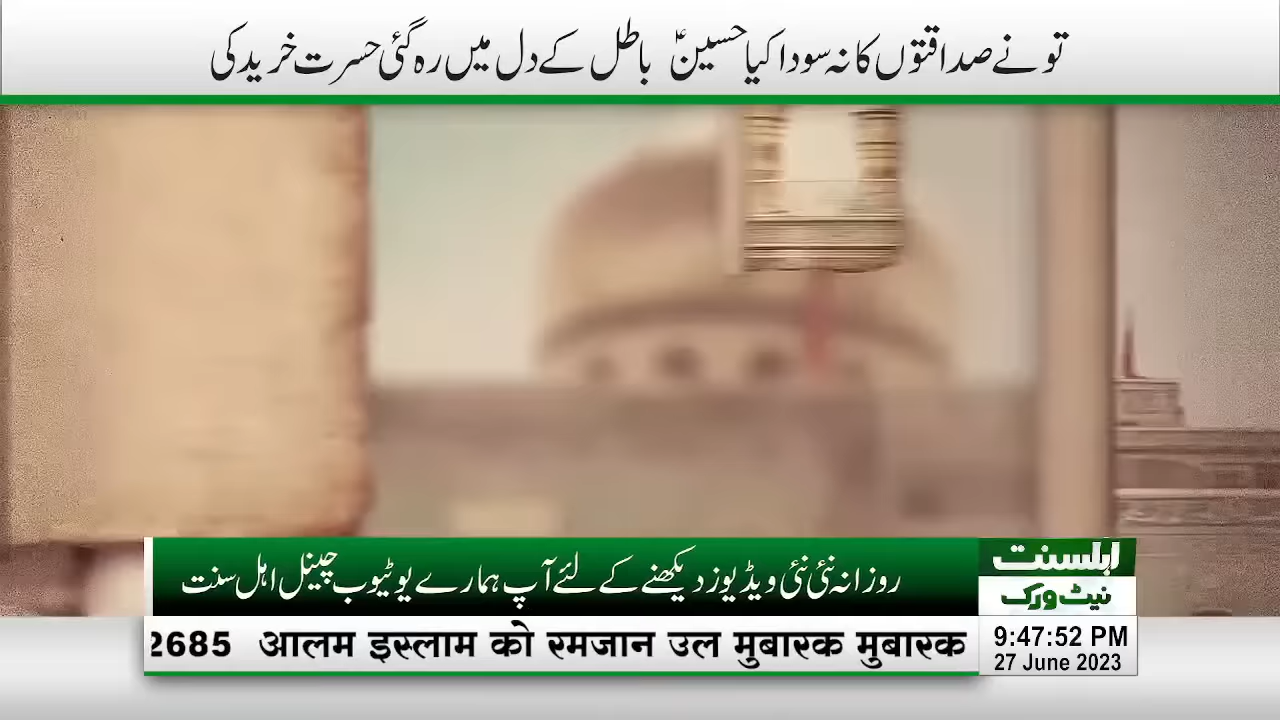 تو نے صداقتوں کا نہ سودا کیا حسینؑ باطل کے دل میں رہ گئی حسرت خرید کی
روزانہ نئی نئی ویڈیوز دیکھنے کے لئے آپ ہمارے یوٹیوب چینل اہل سنت
اہلسنت
نیٹ ورک
2685 आलम इस्लाम को रमजान उल मुबारक मुबारक
9:47:52 PM
27 June 2023